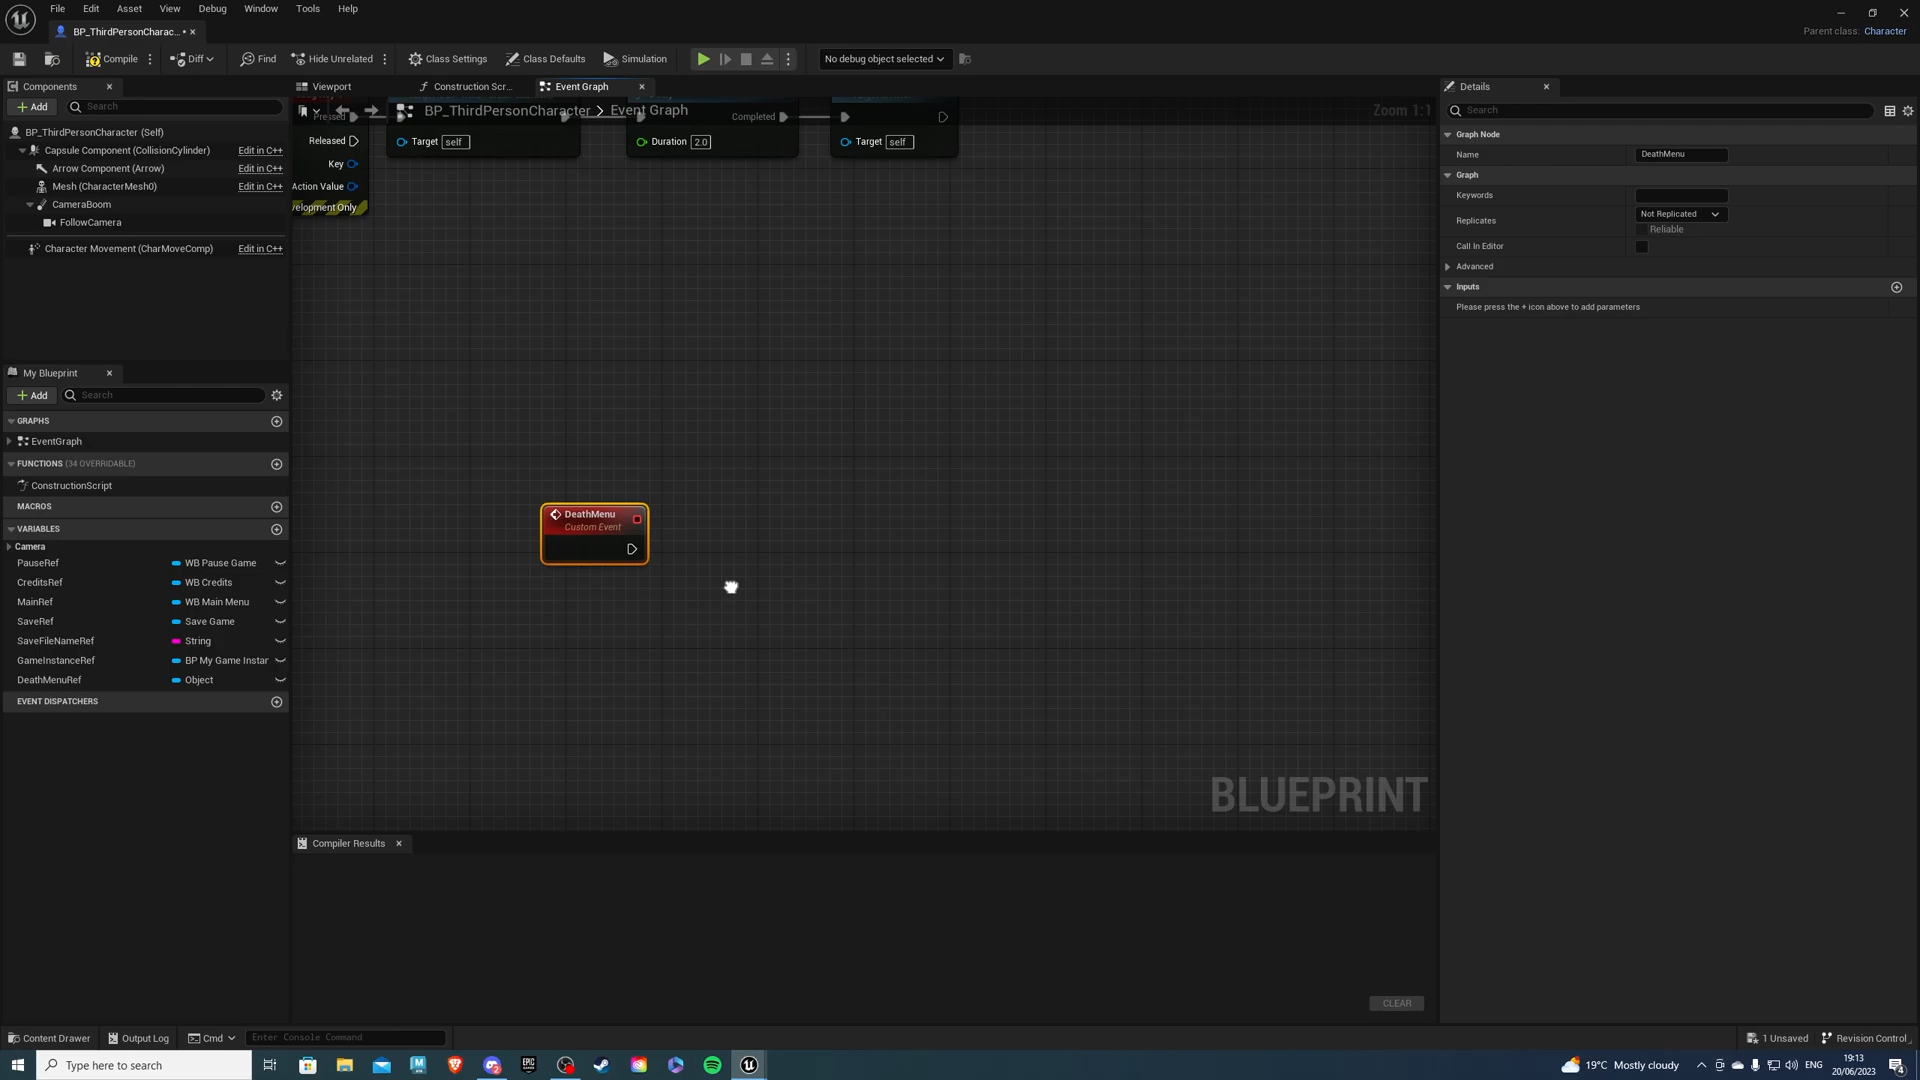 File Edit Asset View Window Debug Tools Help
BP_ThirdPersonCharac... •
Parent class: Character
Compile Diff Find Hide Unrelated Class Settings Class Defaults Simulation No debug object selected
Components
Add Search
BP_ThirdPersonCharacter (Self)
Capsule Component (CollisionCylinder) Edit in C++
Arrow Component (Arrow) Edit in C++
Mesh (CharacterMesh0) Edit in C++
CameraBoom
FollowCamera
Character Movement (CharMoveComp) Edit in C++
My Blueprint
Add Search
GRAPHS
EventGraph
FUNCTIONS (34 OVERRIDABLE)
ConstructionScript
MACROS
VARIABLES
Camera
PauseRef WB Pause Game
CreditsRef WB Credits
MainRef WB Main Menu
SaveRef Save Game
SaveFileNameRef String
GameInstanceRef BP My Game Instar
DeathMenuRef Object
EVENT DISPATCHERS
Viewport Construction Scr... Event Graph
BP_ThirdPersonCharacter > Event Graph Zoom 1:1
Pressed Completed
Released Target self Duration 2.0 Target self
Key
Action Value
velopment Only
DeathMenu
Custom Event
BLUEPRINT
Compiler Results
CLEAR
Details
Search
Graph Node
Name DeathMenu
Graph
Keywords
Replicates Not Replicated
Reliable
Call In Editor
Advanced
Inputs
Please press the + icon above to add parameters
Content Drawer Output Log Cmd Enter Console Command 1 Unsaved Revision Control
Type here to search 19°C Mostly cloudy ENG 19:13
20/06/2023